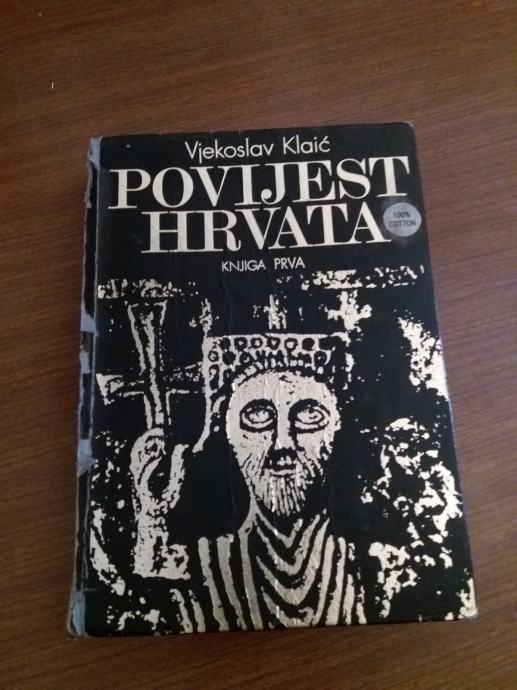 Vjekoslav Klaić
POVIJEST
HRVATA
100%
COTTON
KNJIGA PRVA